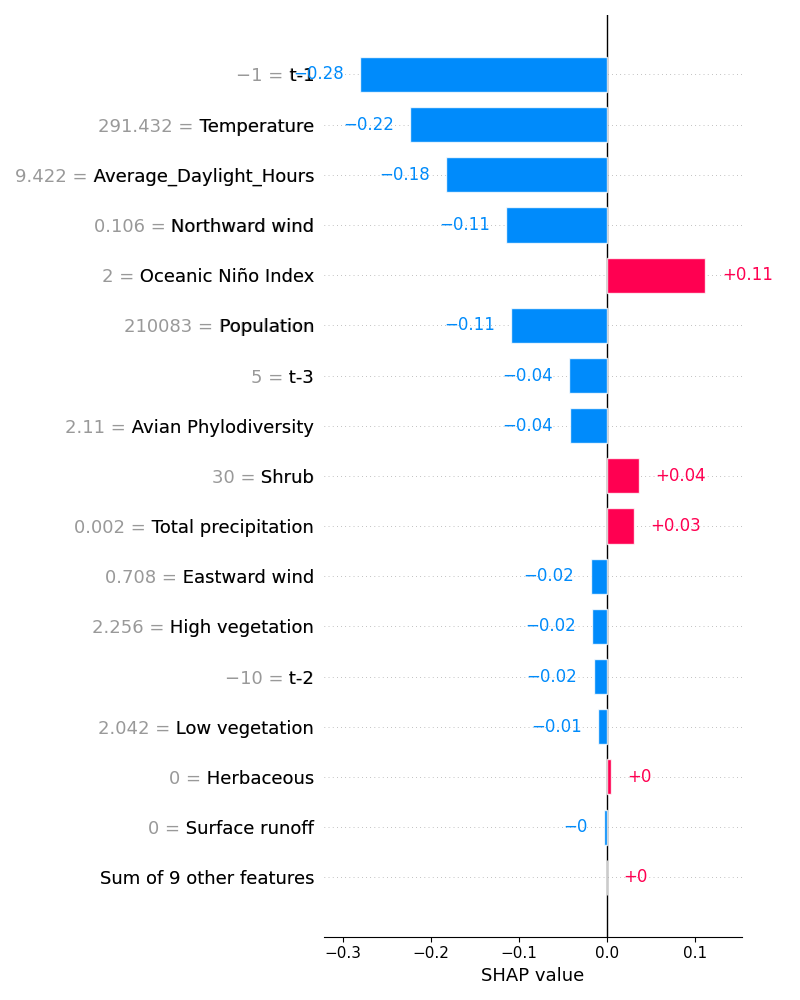 −1 = t-1 −0.28
291.432 = Temperature −0.22
9.422 = Average_Daylight_Hours −0.18
0.106 = Northward wind −0.11
2 = Oceanic Niño Index +0.11
210083 = Population −0.11
5 = t-3 −0.04
2.11 = Avian Phylodiversity −0.04
30 = Shrub +0.04
0.002 = Total precipitation +0.03
0.708 = Eastward wind −0.02
2.256 = High vegetation −0.02
−10 = t-2 −0.02
2.042 = Low vegetation −0.01
0 = Herbaceous +0
0 = Surface runoff −0
Sum of 9 other features +0
−0.3 −0.2 −0.1 0.0 0.1
SHAP value